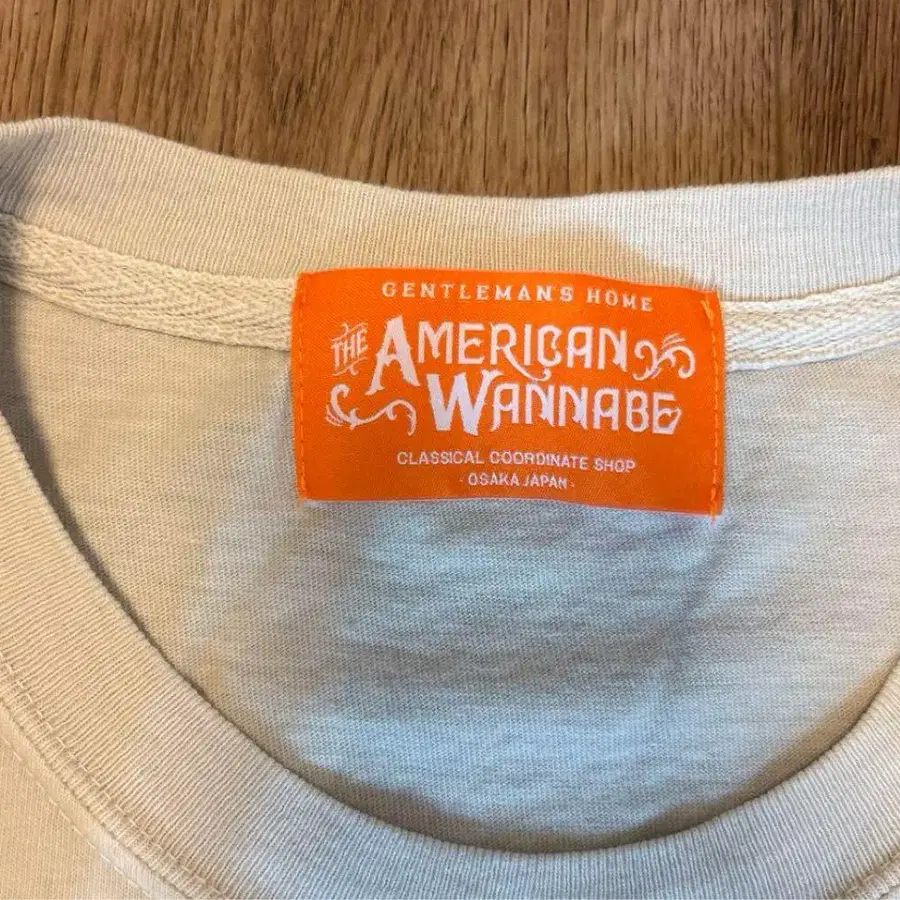 GENTLEMAN'S HOME
THE AMERICAN
WANNABE
CLASSICAL COORDINATE SHOP
- OSAKA JAPAN -